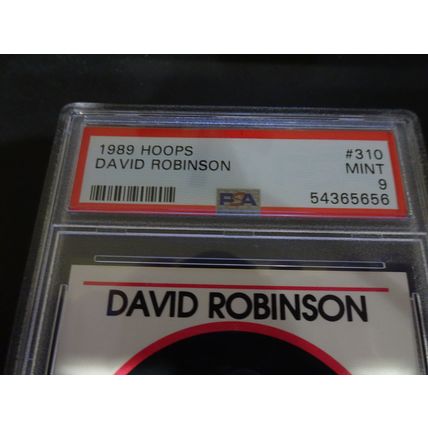 1989 HOOPS #310
DAVID ROBINSON MINT
9
PSA 54365656
DAVID ROBINSON